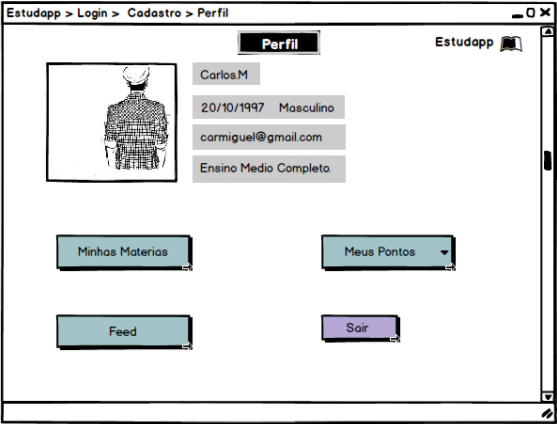 Estudapp > Login > Cadastro > Perfil
Perfil
Estudapp
Carlos.M
20/10/1997 Masculino
carmiguel@gmail.com
Ensino Medio Completo.
Minhas Materias
Meus Pontos
Feed
Sair